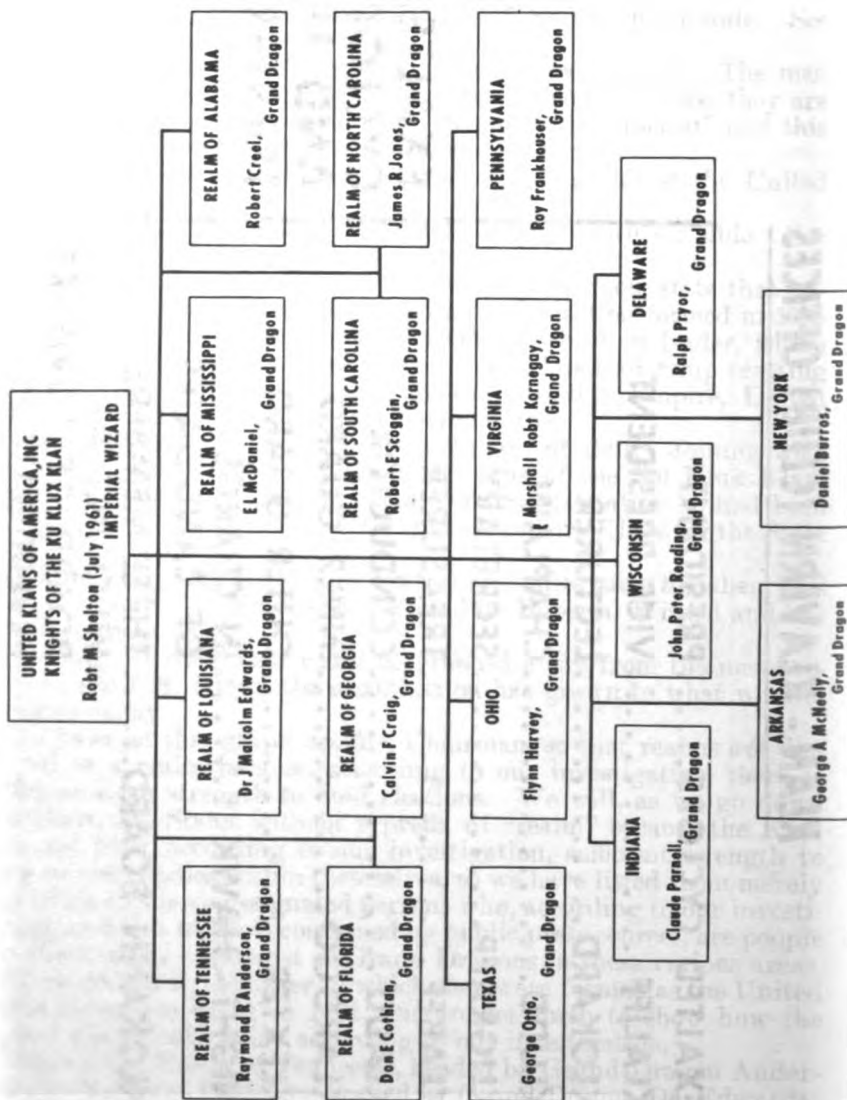 UNITED KLANS OF AMERICA, INC
KNIGHTS OF THE KU KLUX KLAN
Robt M Shelton (July 1961)
IMPERIAL WIZARD
REALM OF TENNESSEE
Raymond R Anderson,
Grand Dragon
REALM OF LOUISIANA
Dr J Malcolm Edwards,
Grand Dragon
REALM OF MISSISSIPPI
E L McDaniel,
Grand Dragon
REALM OF ALABAMA
Robert Creel,
Grand Dragon
REALM OF FLORIDA
Don E Cothran,
Grand Dragon
REALM OF GEORGIA
Calvin F Craig,
Grand Dragon
REALM OF SOUTH CAROLINA
Robert E Scoggin,
Grand Dragon
REALM OF NORTH CAROLINA
James R Jones,
Grand Dragon
TEXAS
George Otto,
Grand Dragon
OHIO
Flynn Harvey,
Grand Dragon
VIRGINIA
Marshall Robt Kornegay,
Grand Dragon
PENNSYLVANIA
Roy Frankhouser,
Grand Dragon
INDIANA
Claude Parnell,
Grand Dragon
WISCONSIN
John Peter Reading,
Grand Dragon
DELAWARE
Ralph Pryor,
Grand Dragon
ARKANSAS
George A McNeely,
Grand Dragon
NEW YORK
Daniel Burros,
Grand Dragon